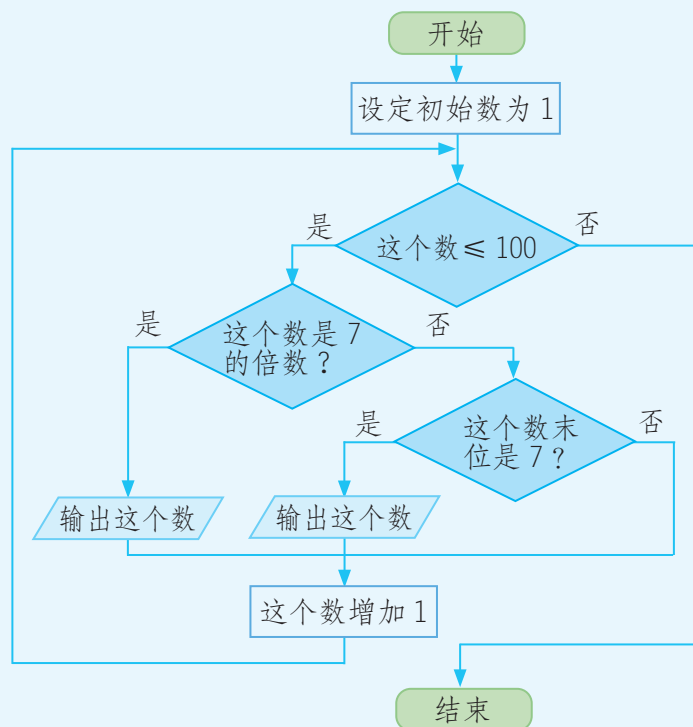 开始
设定初始数为 1
是
否
这个数≤ 100
是
否
这个数是 7
的倍数？
是
否
这个数末
位是 7？
输出这个数
输出这个数
这个数增加 1
结束